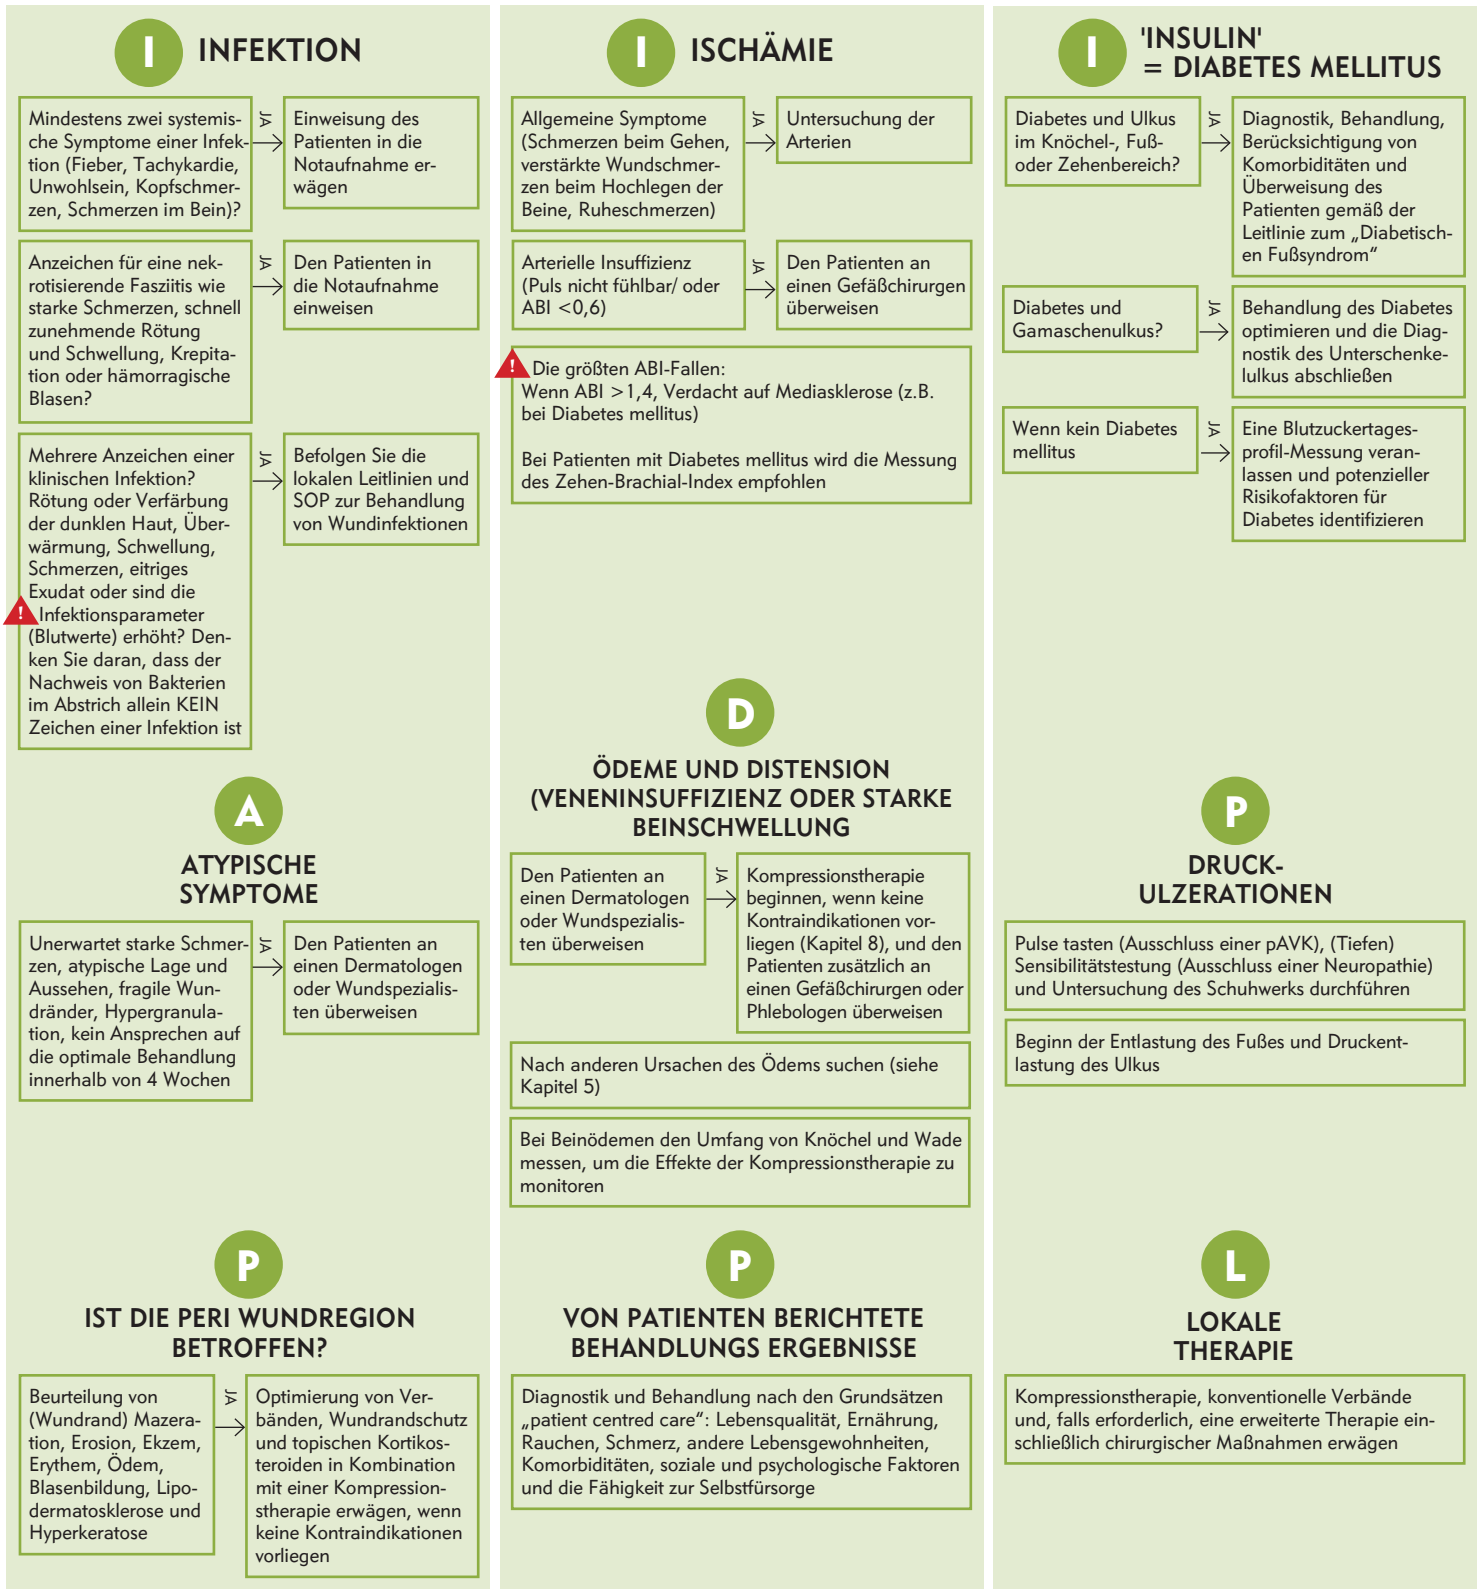 I
INFEKTION
Mindestens zwei systemis-
che Symptome einer Infek-
tion (Fieber, Tachykardie,
Unwohlsein, Kopfschmer-
zen, Schmerzen im Bein)?
JA
Einweisung des
Patienten in die
Notaufnahme er-
wägen
Anzeichen für eine nek-
rotisierende Fasziitis wie
starke Schmerzen, schnell
zunehmende Rötung
und Schwellung, Krepita-
tion oder hämorragische
Blasen?
JA
Den Patienten in
die Notaufnahme
einweisen
Mehrere Anzeichen einer
klinischen Infektion?
Rötung oder Verfärbung
der dunklen Haut, Über-
wärmung, Schwellung,
Schmerzen, eitriges
Exudat oder sind die
! Infektionsparameter
(Blutwerte) erhöht? Den-
ken Sie daran, dass der
Nachweis von Bakterien
im Abstrich allein KEIN
Zeichen einer Infektion ist
JA
Befolgen Sie die
lokalen Leitlinien und
SOP zur Behandlung
von Wundinfektionen
I
ISCHÄMIE
Allgemeine Symptome
(Schmerzen beim Gehen,
verstärkte Wundschmer-
zen beim Hochlegen der
Beine, Ruheschmerzen)
JA
Untersuchung der
Arterien
Arterielle Insuffizienz
(Puls nicht fühlbar/ oder
ABI <0,6)
JA
Den Patienten an
einen Gefäßchirurgen
überweisen
! Die größten ABI-Fallen:
Wenn ABI >1,4, Verdacht auf Mediasklerose (z.B.
bei Diabetes mellitus)
Bei Patienten mit Diabetes mellitus wird die Messung
des Zehen-Brachial-Index empfohlen
I
'INSULIN'
= DIABETES MELLITUS
Diabetes und Ulkus
im Knöchel-, Fuß-
oder Zehenbereich?
JA
Diagnostik, Behandlung,
Berücksichtigung von
Komorbiditäten und
Überweisung des
Patienten gemäß der
Leitlinie zum „Diabetisch-
en Fußsyndrom“
Diabetes und
Gamaschenulkus?
JA
Behandlung des Diabetes
optimieren und die Diag-
nostik des Unterschenke-
lulkus abschließen
Wenn kein Diabetes
mellitus
JA
Eine Blutzuckertages-
profil-Messung veran-
lassen und potenzieller
Risikofaktoren für
Diabetes identifizieren
A
ATYPISCHE
SYMPTOME
Unerwartet starke Schmer-
zen, atypische Lage und
Aussehen, fragile Wun-
dränder, Hypergranula-
tion, kein Ansprechen auf
die optimale Behandlung
innerhalb von 4 Wochen
JA
Den Patienten an
einen Dermatologen
oder Wundspezialis-
ten überweisen
D
ÖDEME UND DISTENSION
(VENENINSUFFIZIENZ ODER STARKE
BEINSCHWELLUNG
Den Patienten an
einen Dermatologen
oder Wundspezialis-
ten überweisen
JA
Kompressionstherapie
beginnen, wenn keine
Kontraindikationen vor-
liegen (Kapitel 8), und den
Patienten zusätzlich an
einen Gefäßchirurgen oder
Phlebologen überweisen
Nach anderen Ursachen des Ödems suchen (siehe
Kapitel 5)
Bei Beinödemen den Umfang von Knöchel und Wade
messen, um die Effekte der Kompressionstherapie zu
monitoren
P
DRUCK-
ULZERATIONEN
Pulse tasten (Ausschluss einer pAVK), (Tiefen)
Sensibilitätstestung (Ausschluss einer Neuropathie)
und Untersuchung des Schuhwerks durchführen
Beginn der Entlastung des Fußes und Druckent-
lastung des Ulkus
P
IST DIE PERI WUNDREGION
BETROFFEN?
Beurteilung von
(Wundrand) Mazera-
tion, Erosion, Ekzem,
Erythem, Ödem,
Blasenbildung, Lipo-
dermatosklerose und
Hyperkeratose
JA
Optimierung von Ver-
bänden, Wundrandschutz
und topischen Kortikos-
teroiden in Kombination
mit einer Kompression-
stherapie erwägen, wenn
keine Kontraindikationen
vorliegen
P
VON PATIENTEN BERICHTETE
BEHANDLUNGS ERGEBNISSE
Diagnostik und Behandlung nach den Grundsätzen
„patient centred care“: Lebensqualität, Ernährung,
Rauchen, Schmerz, andere Lebensgewohnheiten,
Komorbiditäten, soziale und psychologische Faktoren
und die Fähigkeit zur Selbstfürsorge
L
LOKALE
THERAPIE
Kompressionstherapie, konventionelle Verbände
und, falls erforderlich, eine erweiterte Therapie ein-
schließlich chirurgischer Maßnahmen erwägen